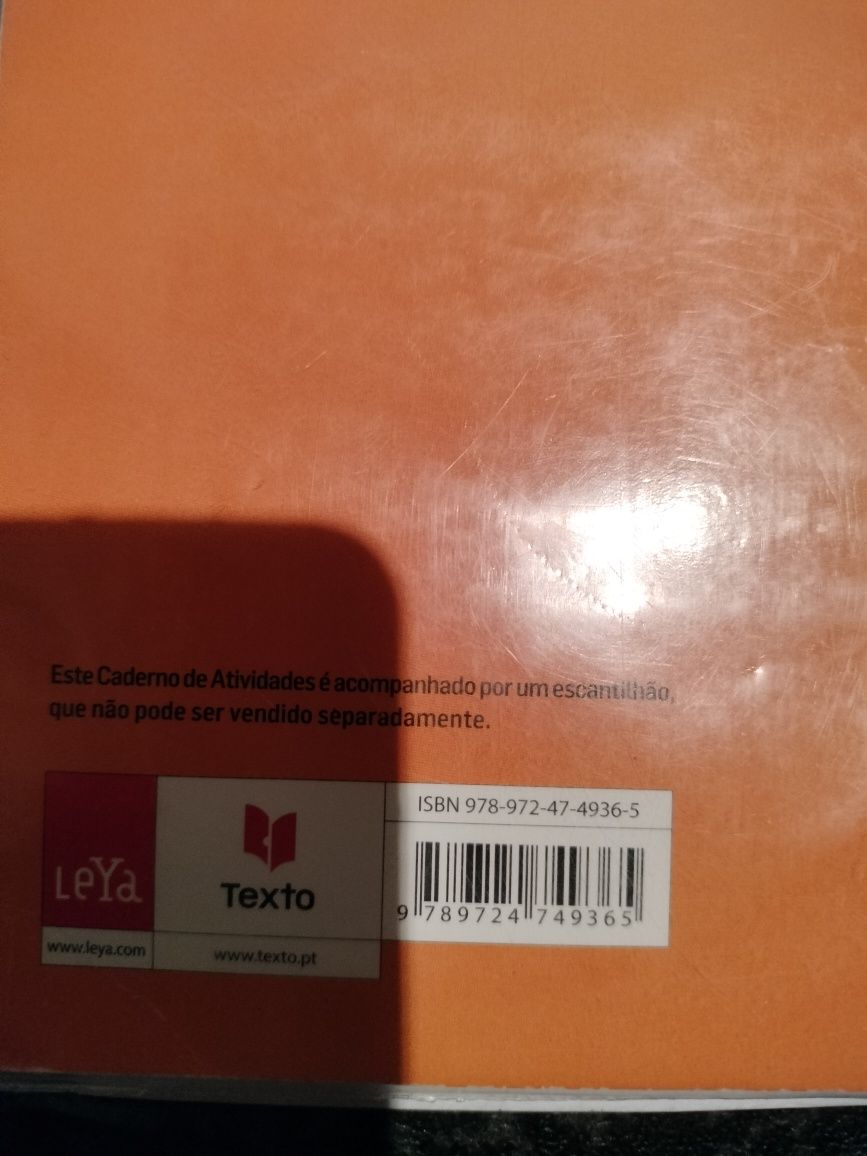 Este Caderno de Atividades é acompanhado por um escantilhão,
que não pode ser vendido separadamente.
LeYa
www.leya.com
Texto
www.texto.pt
ISBN 978-972-47-4936-5
9 789724 749365